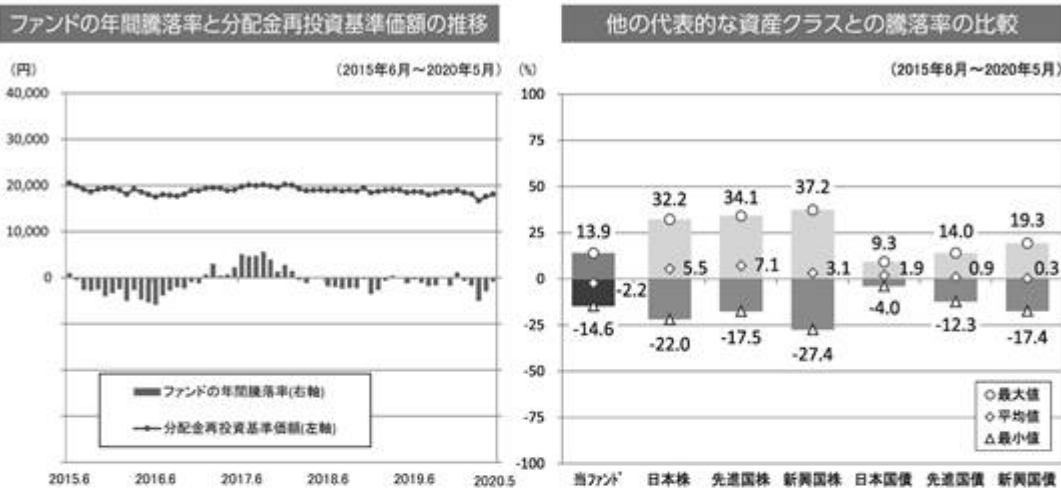 ファンドの年間騰落率と分配金再投資基準価額の推移
(円)
(2015年6月～2020年5月)
40,000
30,000
20,000
10,000
0
ファンドの年間騰落率(右軸)
分配金再投資基準価額(左軸)
2015.6 2016.6 2017.6 2018.6 2019.6 2020.5
他の代表的な資産クラスとの騰落率の比較
(%)
(2015年6月～2020年5月)
100
75
50
25
0
-25
-50
-75
-100
13.9 32.2 34.1 37.2 9.3 14.0 19.3
-2.2 5.5 7.1 3.1 1.9 0.9 0.3
-14.6 -22.0 -17.5 -27.4 -4.0 -12.3 -17.4
○最大値
◇平均値
△最小値
当ファンド 日本株 先進国株 新興国株 日本国債 先進国債 新興国債